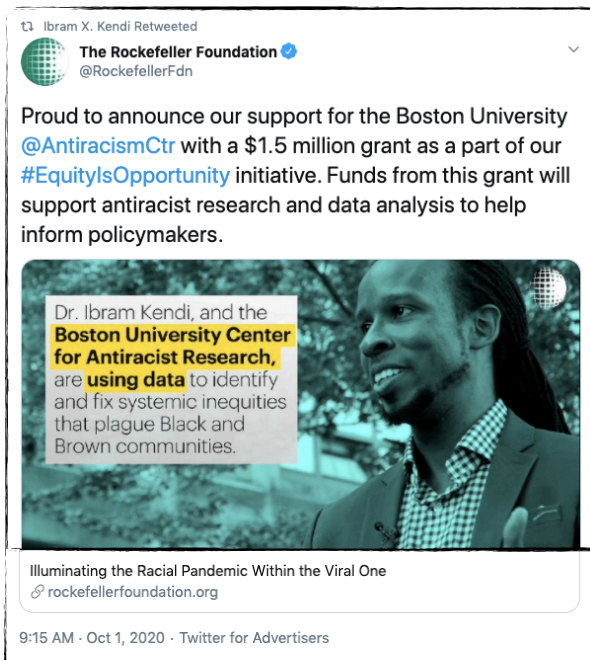 Ibram X. Kendi Retweeted
The Rockefeller Foundation
@RockefellerFdn
Proud to announce our support for the Boston University
@AntiracismCtr with a $1.5 million grant as a part of our
#EquityIsOpportunity initiative. Funds from this grant will
support antiracist research and data analysis to help
inform policymakers.
Dr. Ibram Kendi, and the
Boston University Center
for Antiracist Research,
are using data to identify
and fix systemic inequities
that plague Black and
Brown communities.
Illuminating the Racial Pandemic Within the Viral One
rockefellerfoundation.org
9:15 AM · Oct 1, 2020 · Twitter for Advertisers